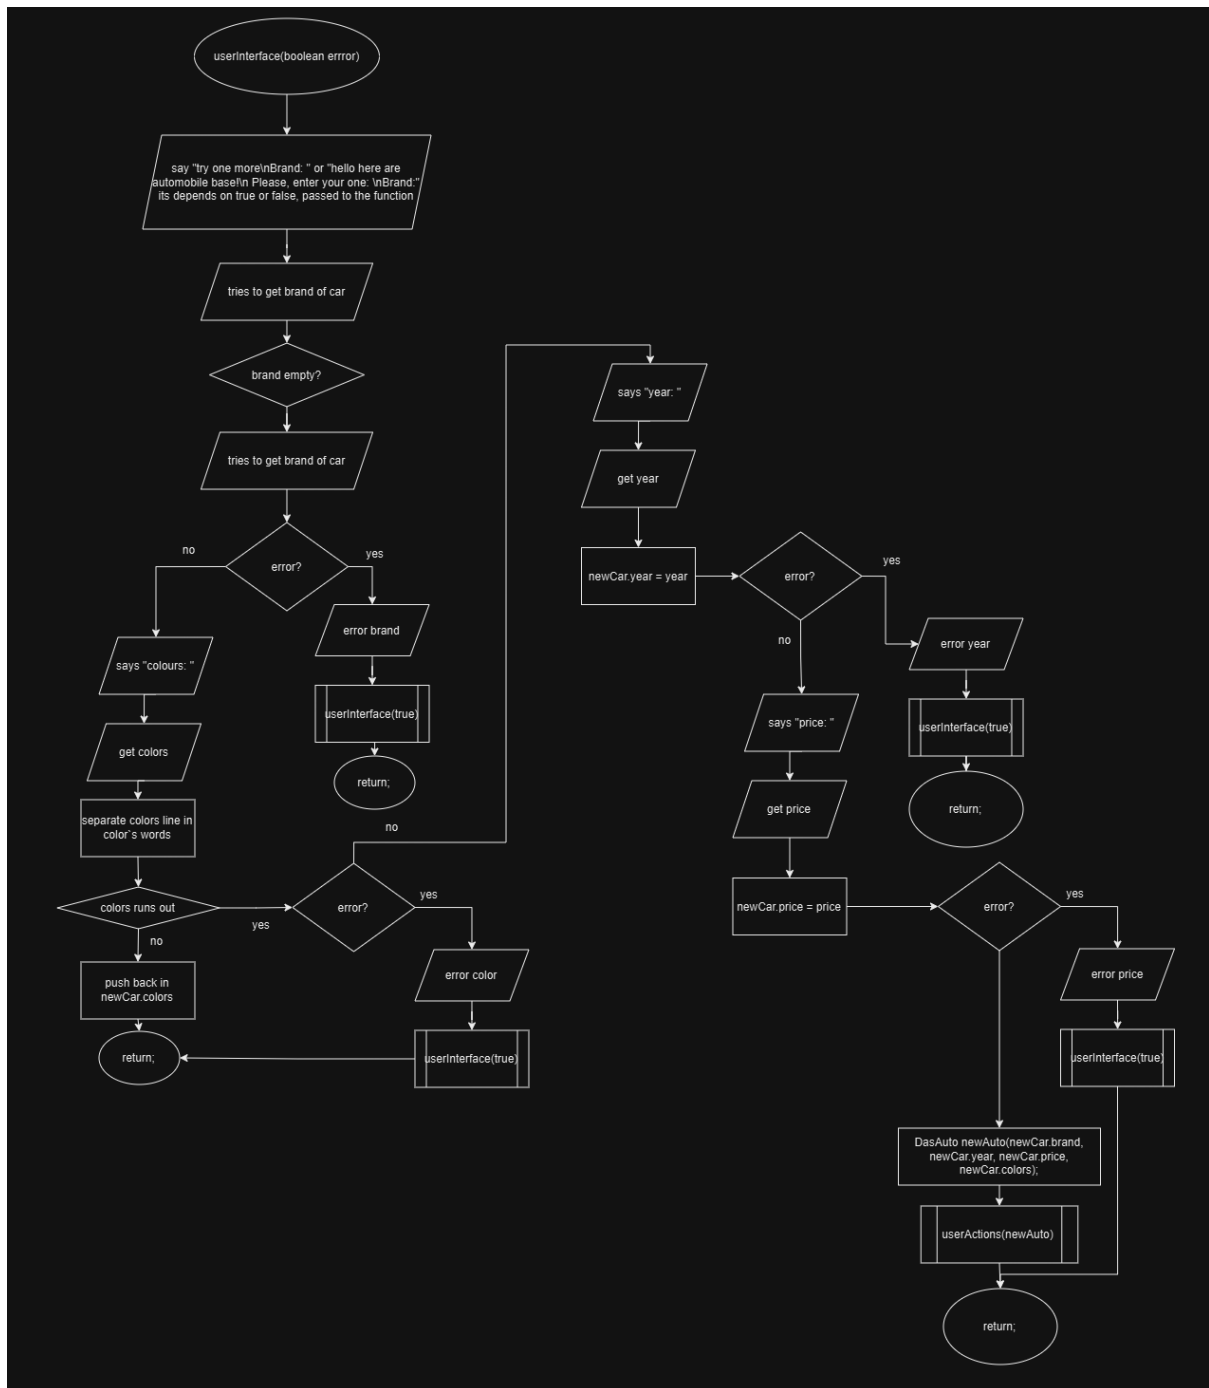 userInterface(boolean errror)
say "try one more\nBrand: " or "hello here are
automobile base!\n Please, enter your one: \nBrand:"
its depends on true or false, passed to the function
tries to get brand of car
brand empty?
tries to get brand of car
error?
no
yes
error brand
userInterface(true)
return;
says "colours: "
get colors
separate colors line in
color`s words
colors runs out
yes
no
push back in
newCar.colors
return;
error?
no
yes
error color
userInterface(true)
says "year: "
get year
newCar.year = year
error?
yes
no
error year
userInterface(true)
return;
says "price: "
get price
newCar.price = price
error?
yes
error price
userInterface(true)
DasAuto newAuto(newCar.brand,
newCar.year, newCar.price,
newCar.colors);
userActions(newAuto)
return;